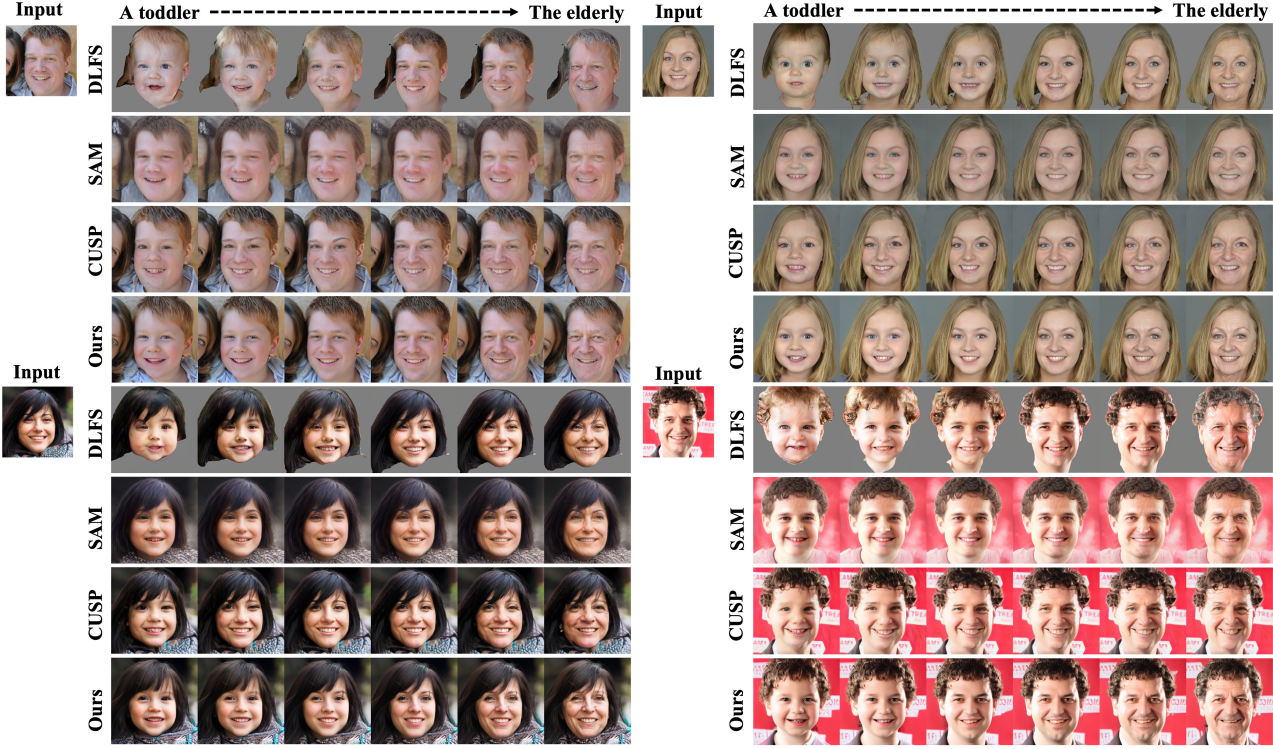 Input
A toddler
The elderly
DLFS
SAM
CUSP
Ours
Input
A toddler
The elderly
DLFS
SAM
CUSP
Ours
Input
DLFS
SAM
CUSP
Ours
Input
DLFS
SAM
CUSP
Ours